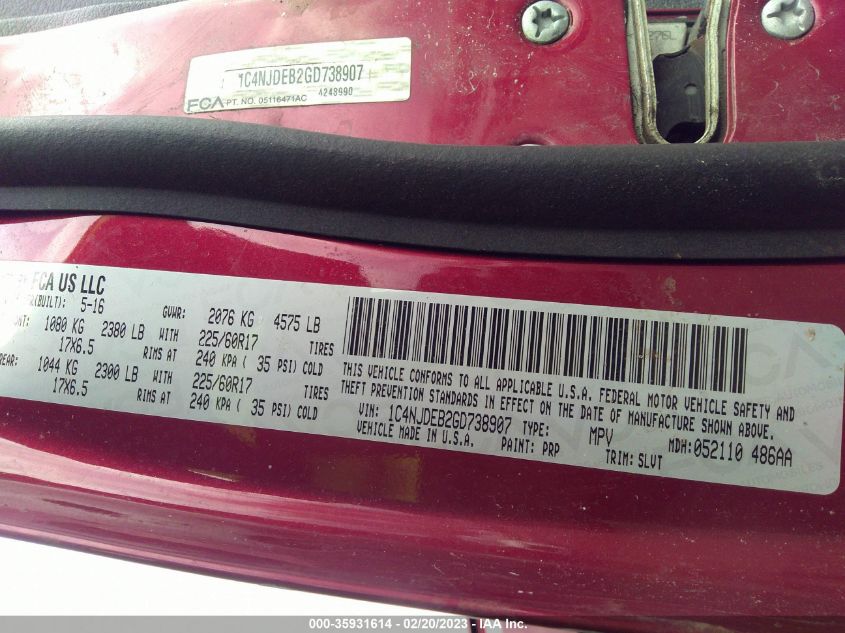 276L
1C4NJDEB2GD738907
FCA PT. NO. 05116471AC 4248990
FCA US LLC
(BUILT): 5-16 GVWR: 2076 KG 4575 LB
1080 KG 2380 LB WITH 225/60R17 TIRES
17X6.5 RIMS AT 240 KPA ( 35 PSI) COLD
REAR: 1044 KG 2300 LB WITH 225/60R17 TIRES
17X6.5 RIMS AT 240 KPA ( 35 PSI) COLD
THIS VEHICLE CONFORMS TO ALL APPLICABLE U.S.A. FEDERAL MOTOR VEHICLE SAFETY AND
THEFT PREVENTION STANDARDS IN EFFECT ON THE DATE OF MANUFACTURE SHOWN ABOVE.
VIN: 1C4NJDEB2GD738907 TYPE: MPV MDH:052110 486AA
VEHICLE MADE IN U.S.A. PAINT: PRP TRIM: SLVT
000-35931614 — 02/20/2023 — IAA Inc.